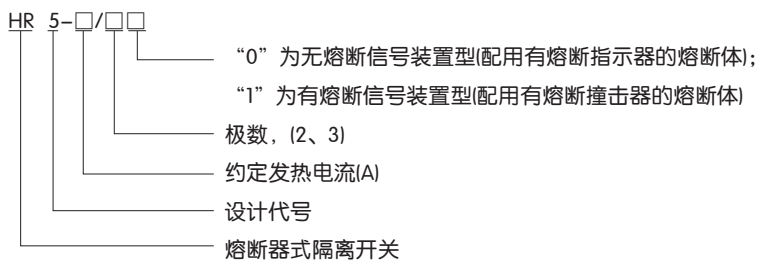 HR 5-□/□□
“0”为无熔断信号装置型(配用有熔断指示器的熔断体);
“1”为有熔断信号装置型(配用有熔断撞击器的熔断体)
极数，(2、3)
约定发热电流(A)
设计代号
熔断器式隔离开关